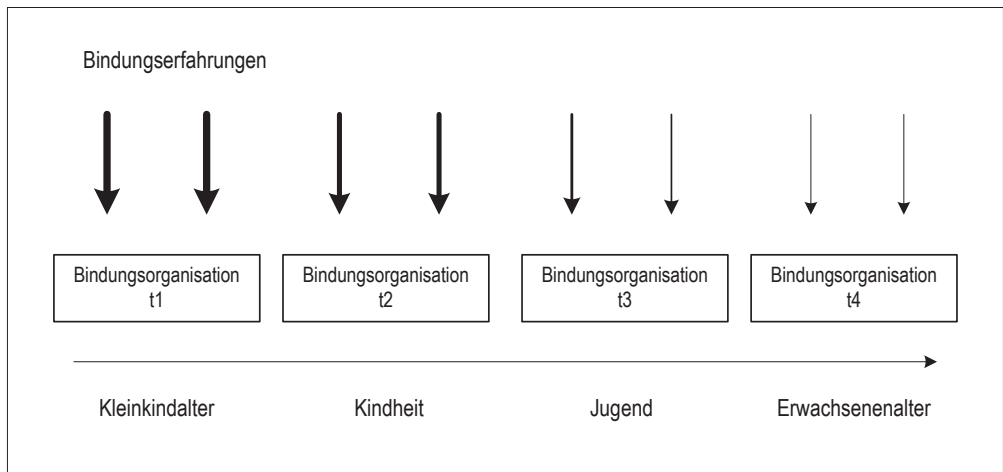 Bindungserfahrungen
Bindungsorganisation
t1
Bindungsorganisation
t2
Bindungsorganisation
t3
Bindungsorganisation
t4
Kleinkindalter
Kindheit
Jugend
Erwachsenenalter